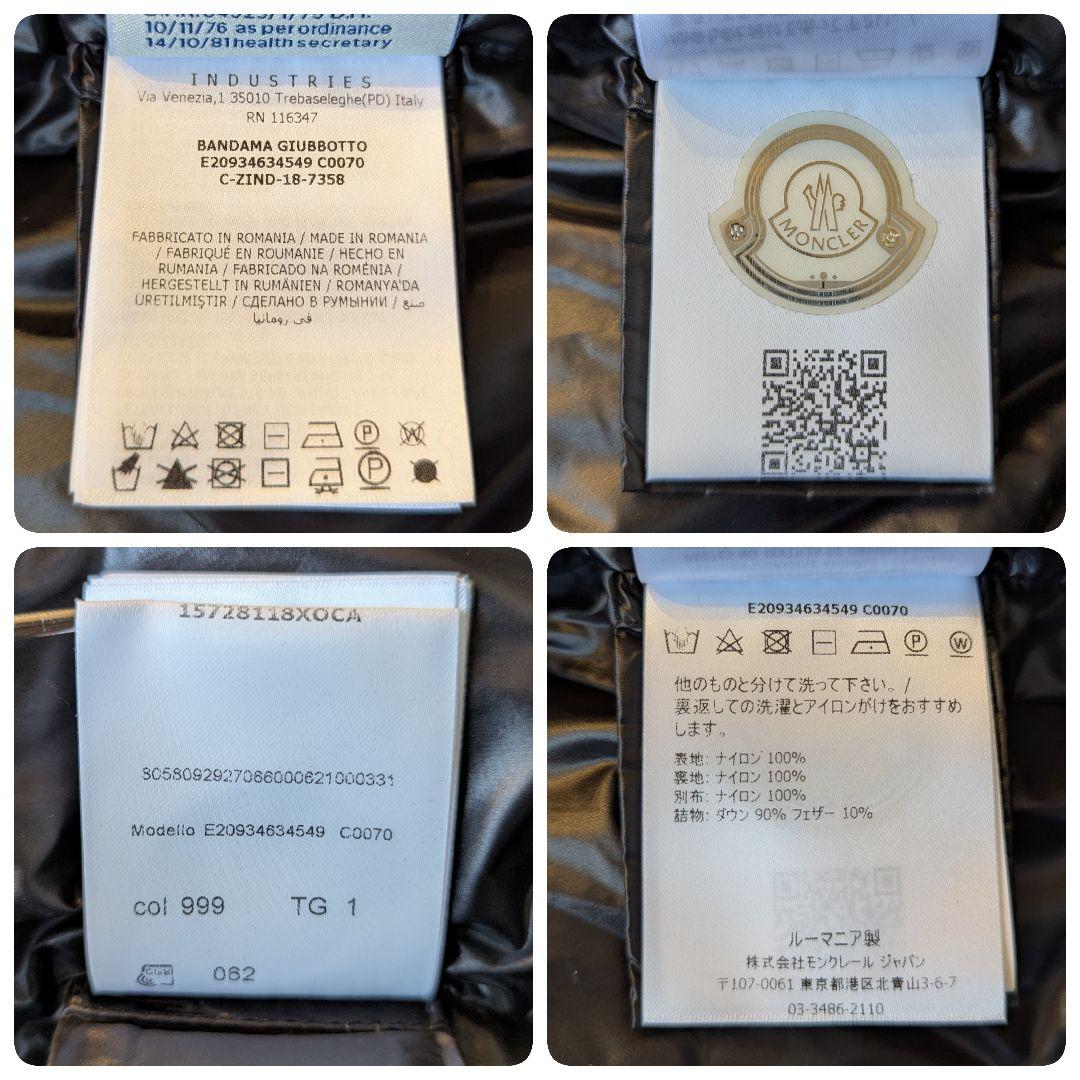 10/11/76 as per ordinance
14/10/81 health secretary
INDUSTRIES
Via Venezia,1 35010 Trebaseleghe(PD) Italy
RN 116347
BANDAMA GIUBBOTTO
E20934634549 C0070
C-ZIND-18-7358
FABBRICATO IN ROMANIA / MADE IN ROMANIA
/ FABRIQUÉ EN ROUMANIE / HECHO EN
RUMANIA / FABRICADO NA ROMÉNIA /
HERGESTELLT IN RUMÄNIEN / ROMANYA'DA
ÜRETILMIŞTIR / СДЕЛАНО В РУМЫНИИ / صنع
في رومانيا
P W
P
MONCLER
15728118XOCA
8058092927066000621000331
Modello E20934634549 C0070
col 999 TG 1
062
E20934634549 C0070
P W
他のものと分けて洗って下さい。/
裏返しての洗濯とアイロンがけをおすすめ
します。
表地: ナイロン 100%
裏地: ナイロン 100%
別布: ナイロン 100%
詰物: ダウン 90% フェザー 10%
ルーマニア製
株式会社モンクレール ジャパン
〒107-0061 東京都港区北青山3-6-7
03-3486-2110